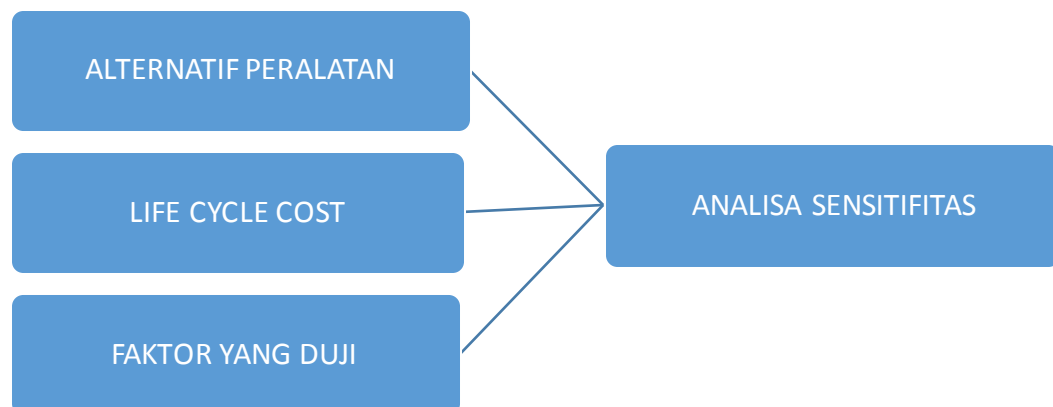 ALTERNATIF PERALATAN
LIFE CYCLE COST
FAKTOR YANG DUJI
ANALISA SENSITIFITAS